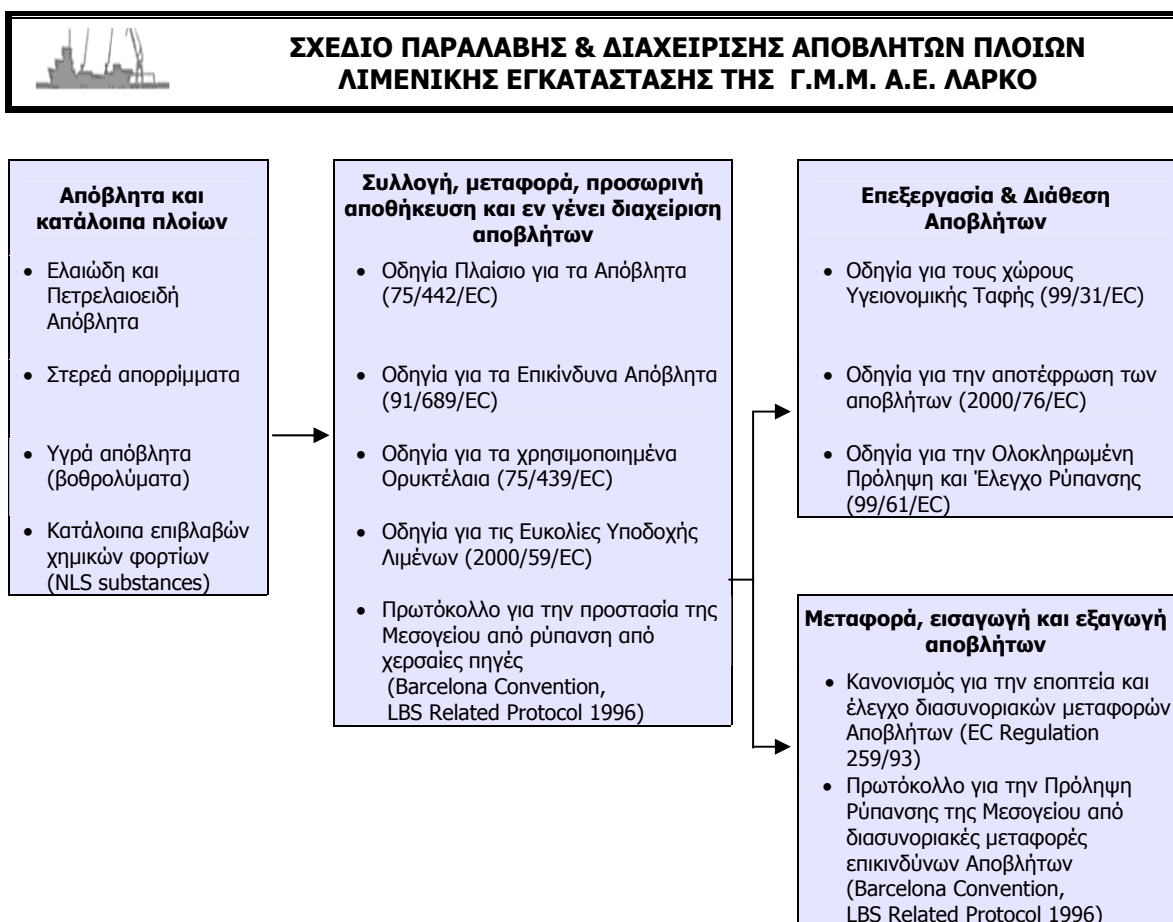 ΣΧΕΔΙΟ ΠΑΡΑΛΑΒΗΣ & ΔΙΑΧΕΙΡΙΣΗΣ ΑΠΟΒΛΗΤΩΝ ΠΛΟΙΩΝ
ΛΙΜΕΝΙΚΗΣ ΕΓΚΑΤΑΣΤΑΣΗΣ ΤΗΣ Γ.Μ.Μ. Α.Ε. ΛΑΡΚΟ
Απόβλητα και
κατάλοιπα πλοίων
• Ελαιώδη και
Πετρελαιοειδή
Απόβλητα
• Στερεά απορρίμματα
• Υγρά απόβλητα
(βοθρολύματα)
• Κατάλοιπα επιβλαβών
χημικών φορτίων
(NLS substances)
Συλλογή, μεταφορά, προσωρινή
αποθήκευση και εν γένει διαχείριση
αποβλήτων
• Οδηγία Πλαίσιο για τα Απόβλητα
(75/442/EC)
• Οδηγία για τα Επικίνδυνα Απόβλητα
(91/689/EC)
• Οδηγία για τα χρησιμοποιημένα
Ορυκτέλαια (75/439/EC)
• Οδηγία για τις Ευκολίες Υποδοχής
Λιμένων (2000/59/EC)
• Πρωτόκολλο για την προστασία της
Μεσογείου από ρύπανση από
χερσαίες πηγές
(Barcelona Convention,
LBS Related Protocol 1996)
Επεξεργασία & Διάθεση
Αποβλήτων
• Οδηγία για τους χώρους
Υγειονομικής Ταφής (99/31/EC)
• Οδηγία για την αποτέφρωση των
αποβλήτων (2000/76/EC)
• Οδηγία για την Ολοκληρωμένη
Πρόληψη και Έλεγχο Ρύπανσης
(99/61/EC)
Μεταφορά, εισαγωγή και εξαγωγή
αποβλήτων
• Κανονισμός για την εποπτεία και
έλεγχο διασυνοριακών μεταφορών
Αποβλήτων (EC Regulation
259/93)
• Πρωτόκολλο για την Πρόληψη
Ρύπανσης της Μεσογείου από
διασυνοριακές μεταφορές
επικινδύνων Αποβλήτων
(Barcelona Convention,
LBS Related Protocol 1996)